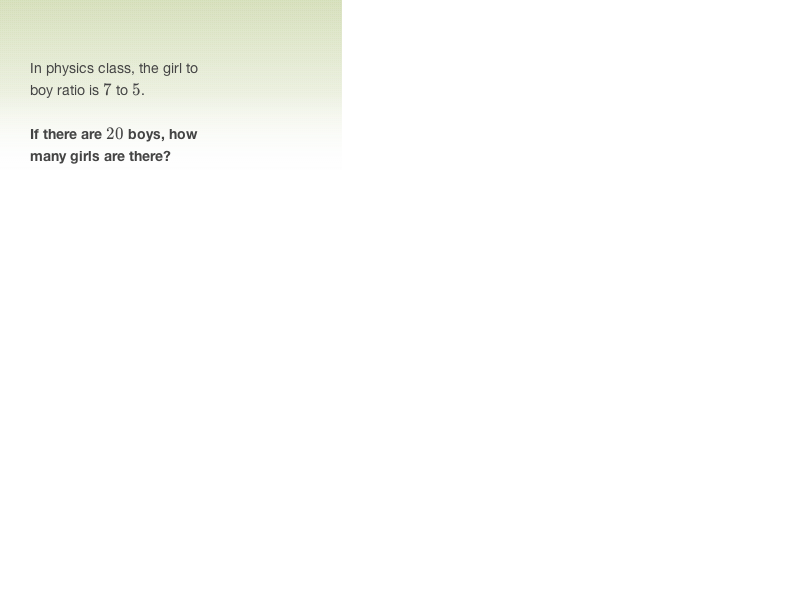 In physics class, the girl to
boy ratio is 7 to 5.
If there are 20 boys, how
many girls are there?